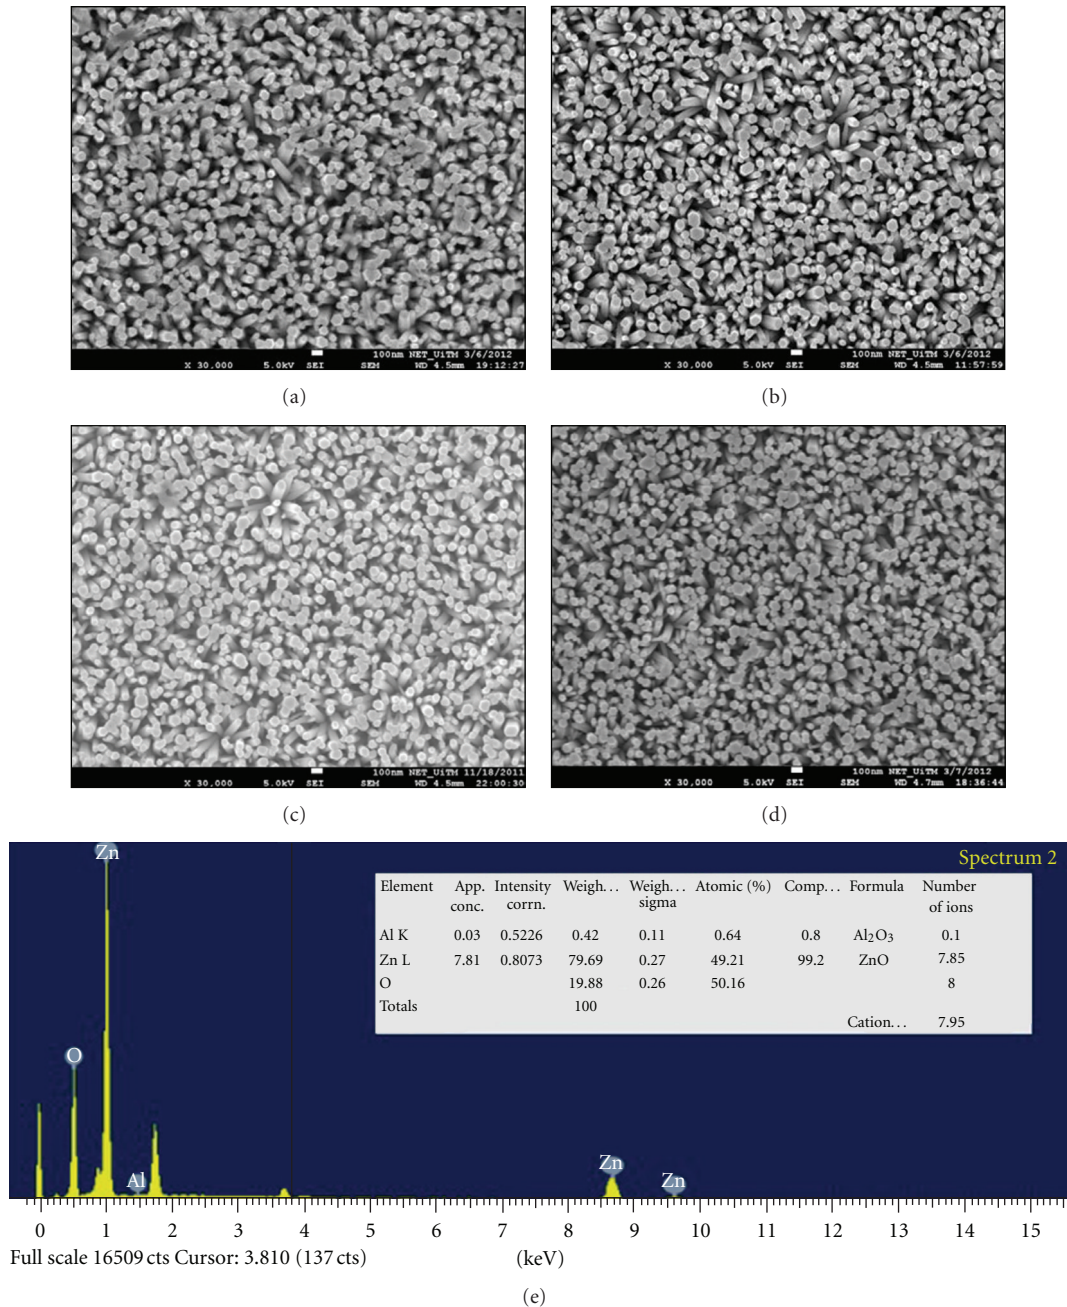 100nm NET_UiTM 3/6/2012
X 30,000 5.0kV SEI SEM WD 4.5mm 19:12:27
(a)
100nm NET_UiTM 3/6/2012
X 30,000 5.0kV SEI SEM WD 4.5mm 11:57:59
(b)
100nm NET_UiTM 11/18/2011
X 30,000 5.0kV SEI SEM WD 4.5mm 22:00:30
(c)
100nm NET_UiTM 3/7/2012
X 30,000 5.0kV SEI SEM WD 4.7mm 18:36:44
(d)
Spectrum 2
Element App. Intensity Weigh... Weigh... Atomic (%) Comp... Formula Number
conc. corrn. sigma of ions
Al K 0.03 0.5226 0.42 0.11 0.64 0.8 Al₂O₃ 0.1
Zn L 7.81 0.8073 79.69 0.27 49.21 99.2 ZnO 7.85
O 19.88 0.26 50.16 8
Totals 100
Cation... 7.95
Zn
O
Al
Zn
Zn
0 1 2 3 4 5 6 7 8 9 10 11 12 13 14 15
Full scale 16509 cts Cursor: 3.810 (137 cts) (keV)
(e)